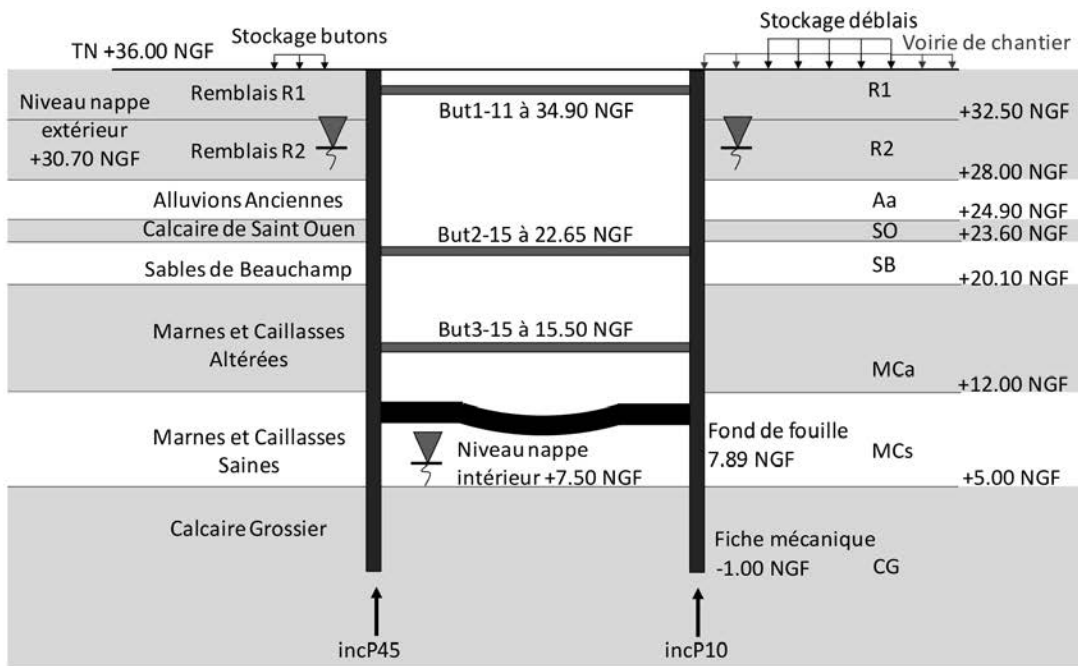 Stockage déblais
TN +36.00 NGF
Stockage butons
Voirie de chantier
Remblais R1
R1
Niveau nappe
extérieur
+30.70 NGF
But1-11 à 34.90 NGF
+32.50 NGF
Remblais R2
R2
+28.00 NGF
Alluvions Anciennes
Aa
+24.90 NGF
Calcaire de Saint Ouen
But2-15 à 22.65 NGF
SO
+23.60 NGF
Sables de Beauchamp
SB
+20.10 NGF
Marnes et Caillasses
Altérées
But3-15 à 15.50 NGF
MCa
+12.00 NGF
Marnes et Caillasses
Saines
Niveau nappe
intérieur +7.50 NGF
Fond de fouille
7.89 NGF
MCs
+5.00 NGF
Calcaire Grossier
Fiche mécanique
-1.00 NGF
CG
incP45
incP10